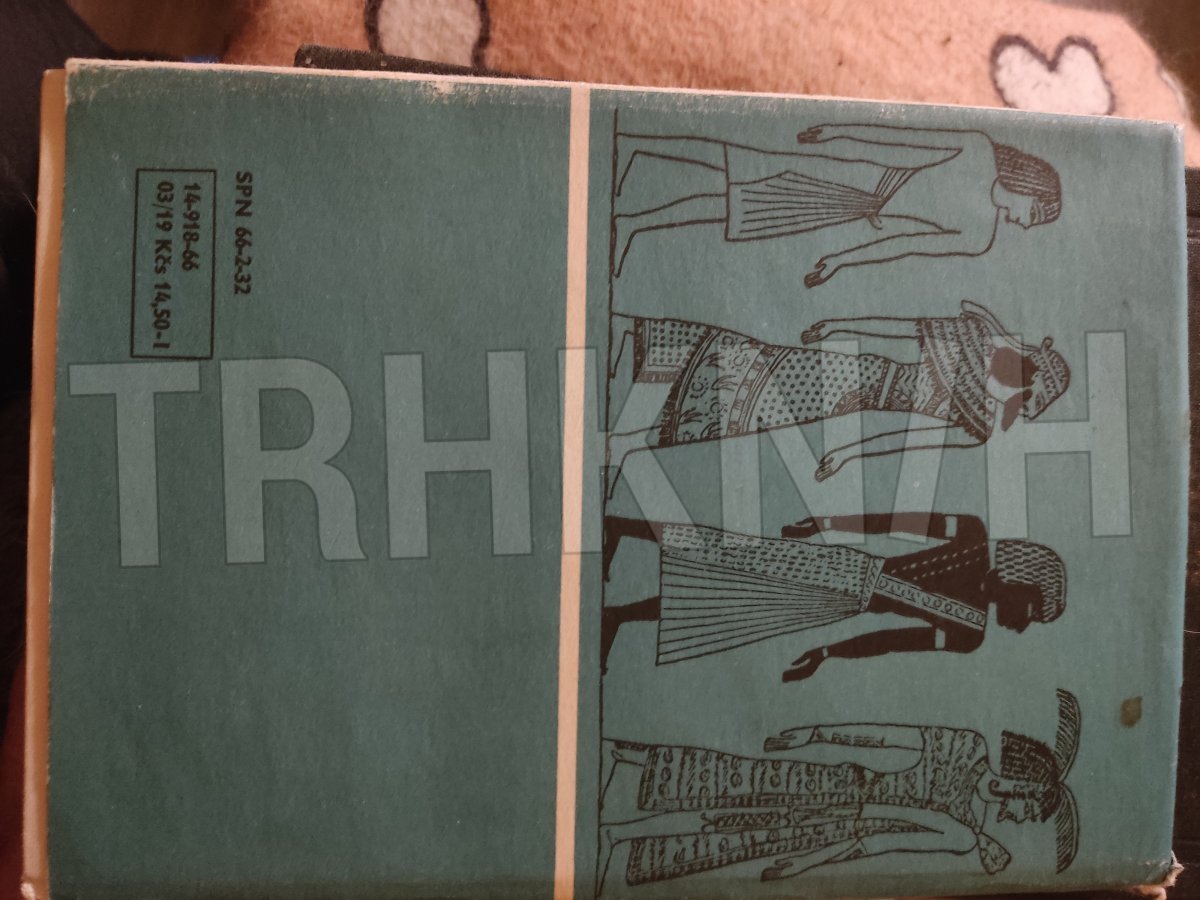 SPN 66-2-32
14-918-66
03/19 Kčs 14,50-I
TRHKNIH